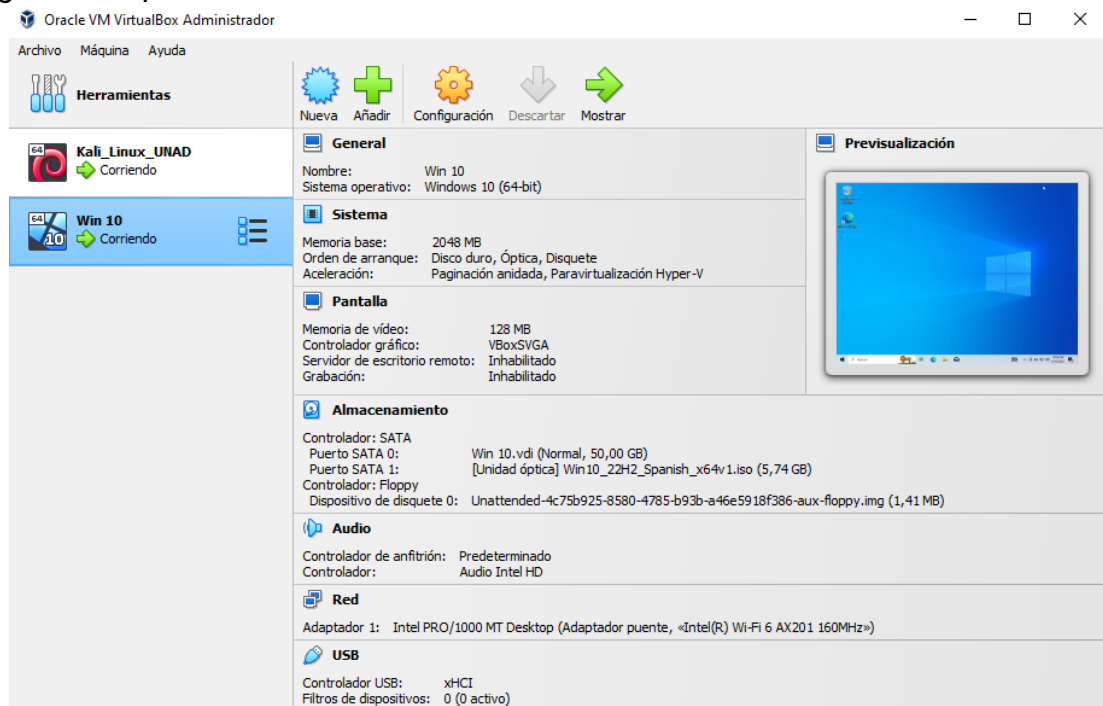 Oracle VM VirtualBox Administrador
Archivo Máquina Ayuda
Herramientas
Nueva Añadir Configuración Descartar Mostrar
64
Kali_Linux_UNAD
Corriendo
64
10
Win 10
Corriendo
General
Nombre: Win 10
Sistema operativo: Windows 10 (64-bit)
Sistema
Memoria base: 2048 MB
Orden de arranque: Disco duro, Óptica, Disquete
Aceleración: Paginación anidada, Paravirtualización Hyper-V
Pantalla
Memoria de vídeo: 128 MB
Controlador gráfico: VBoxSVGA
Servidor de escritorio remoto: Inhabilitado
Grabación: Inhabilitado
Previsualización
Almacenamiento
Controlador: SATA
Puerto SATA 0: Win 10.vdi (Normal, 50,00 GB)
Puerto SATA 1: [Unidad óptica] Win10_22H2_Spanish_x64v1.iso (5,74 GB)
Controlador: Floppy
Dispositivo de disquete 0: Unattended-4c75b925-8580-4785-b93b-a46e5918f386-aux-floppy.img (1,41 MB)
Audio
Controlador de anfitrión: Predeterminado
Controlador: Audio Intel HD
Red
Adaptador 1: Intel PRO/1000 MT Desktop (Adaptador puente, «Intel(R) Wi-Fi 6 AX201 160MHz»)
USB
Controlador USB: xHCI
Filtros de dispositivos: 0 (0 activo)